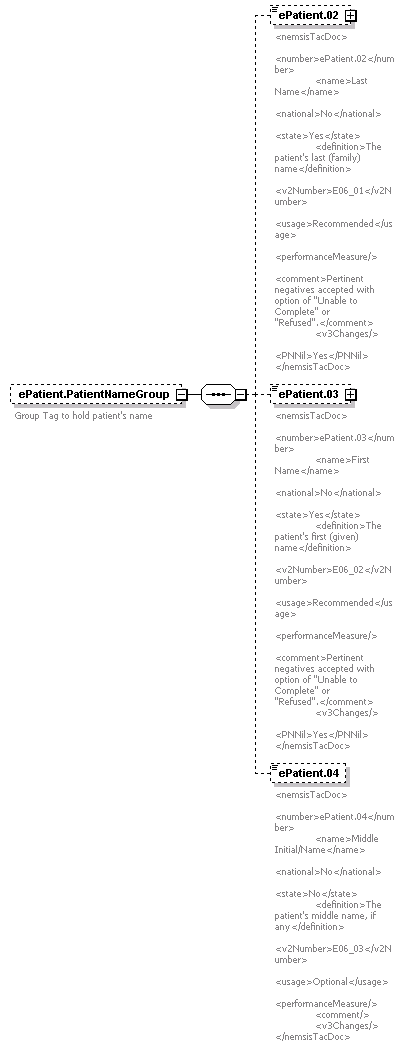 ePatient.02
<nemsisTacDoc>
<number>ePatient.02</num
ber>
<name>Last
Name</name>
<national>No</national>
<state>Yes</state>
<definition>The
patient's last (family)
name</definition>
<v2Number>E06_01</v2N
umber>
<usage>Recommended</us
age>
<performanceMeasure/>
<comment>Pertinent
negatives accepted with
option of "Unable to
Complete" or
"Refused".</comment>
<v3Changes/>
<PNNil>Yes</PNNil>
</nemsisTacDoc>
ePatient.PatientNameGroup
Group Tag to hold patient's name
ePatient.03
<nemsisTacDoc>
<number>ePatient.03</num
ber>
<name>First
Name</name>
<national>No</national>
<state>Yes</state>
<definition>The
patient's first (given)
name</definition>
<v2Number>E06_02</v2N
umber>
<usage>Recommended</us
age>
<performanceMeasure/>
<comment>Pertinent
negatives accepted with
option of "Unable to
Complete" or
"Refused".</comment>
<v3Changes/>
<PNNil>Yes</PNNil>
</nemsisTacDoc>
ePatient.04
<nemsisTacDoc>
<number>ePatient.04</num
ber>
<name>Middle
Initial/Name</name>
<national>No</national>
<state>No</state>
<definition>The
patient's middle name, if
any</definition>
<v2Number>E06_03</v2N
umber>
<usage>Optional</usage>
<performanceMeasure/>
<comment/>
<v3Changes/>
</nemsisTacDoc>